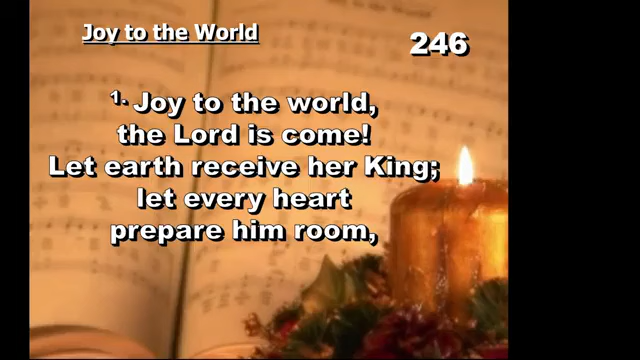 Joy to the World
246
1. Joy to the world,
the Lord is come!
Let earth receive her King;
let every heart
prepare him room,